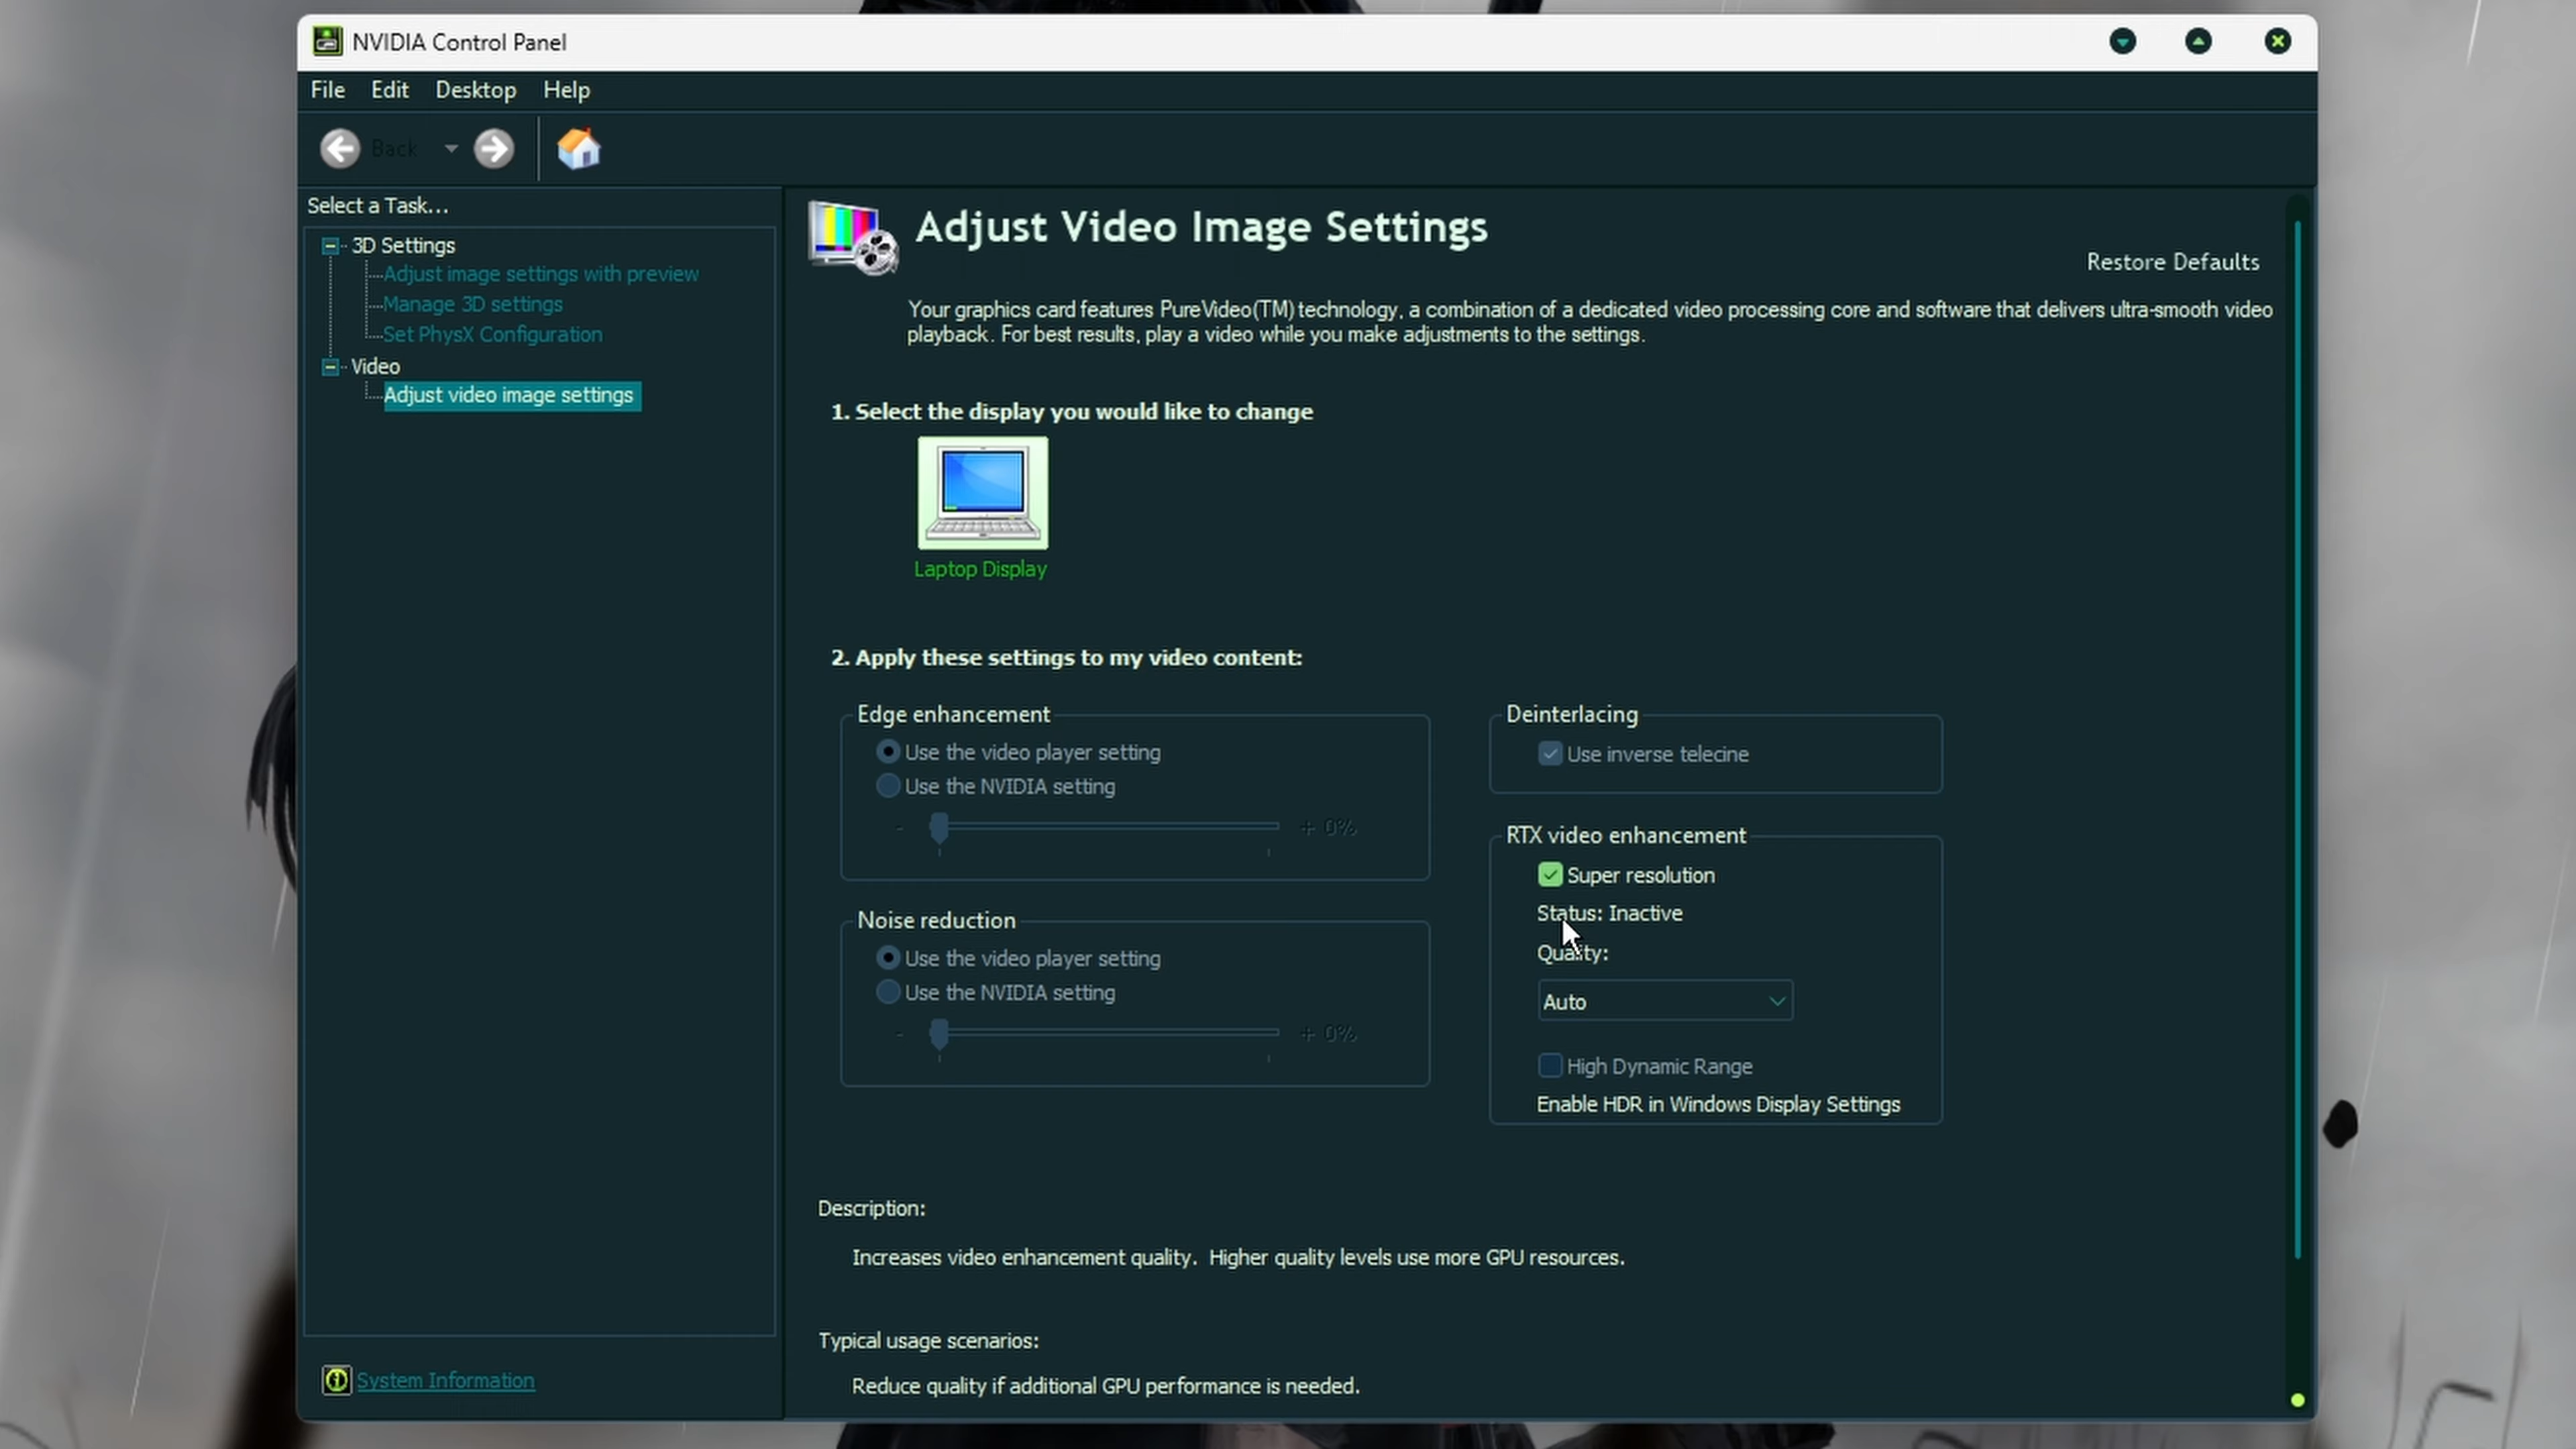 NVIDIA Control Panel
File Edit Desktop Help
Back
Select a Task...
3D Settings
Adjust image settings with preview
Manage 3D settings
Set PhysX Configuration
Video
Adjust video image settings
System Information
Adjust Video Image Settings
Restore Defaults
Your graphics card features PureVideo(TM) technology, a combination of a dedicated video processing core and software that delivers ultra-smooth video
playback. For best results, play a video while you make adjustments to the settings.
1. Select the display you would like to change
Laptop Display
2. Apply these settings to my video content:
Edge enhancement
Use the video player setting
Use the NVIDIA setting
- + 0%
Noise reduction
Use the video player setting
Use the NVIDIA setting
- + 0%
Deinterlacing
Use inverse telecine
RTX video enhancement
Super resolution
Status: Inactive
Quality:
Auto
High Dynamic Range
Enable HDR in Windows Display Settings
Description:
Increases video enhancement quality. Higher quality levels use more GPU resources.
Typical usage scenarios:
Reduce quality if additional GPU performance is needed.